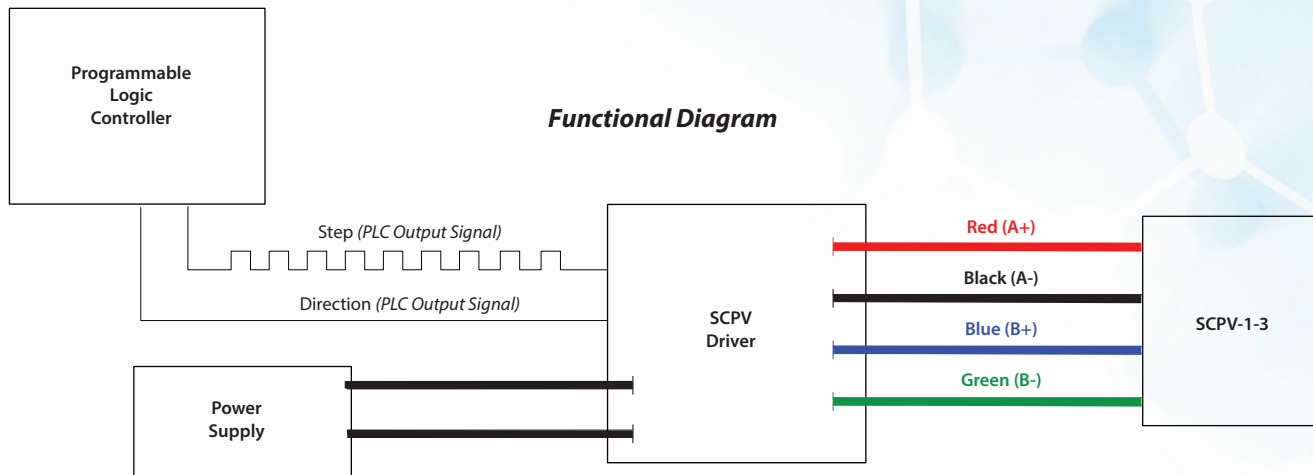 Programmable
Logic
Controller
Functional Diagram
Step (PLC Output Signal)
Direction (PLC Output Signal)
Power
Supply
SCPV
Driver
Red (A+)
Black (A-)
Blue (B+)
Green (B-)
SCPV-1-3